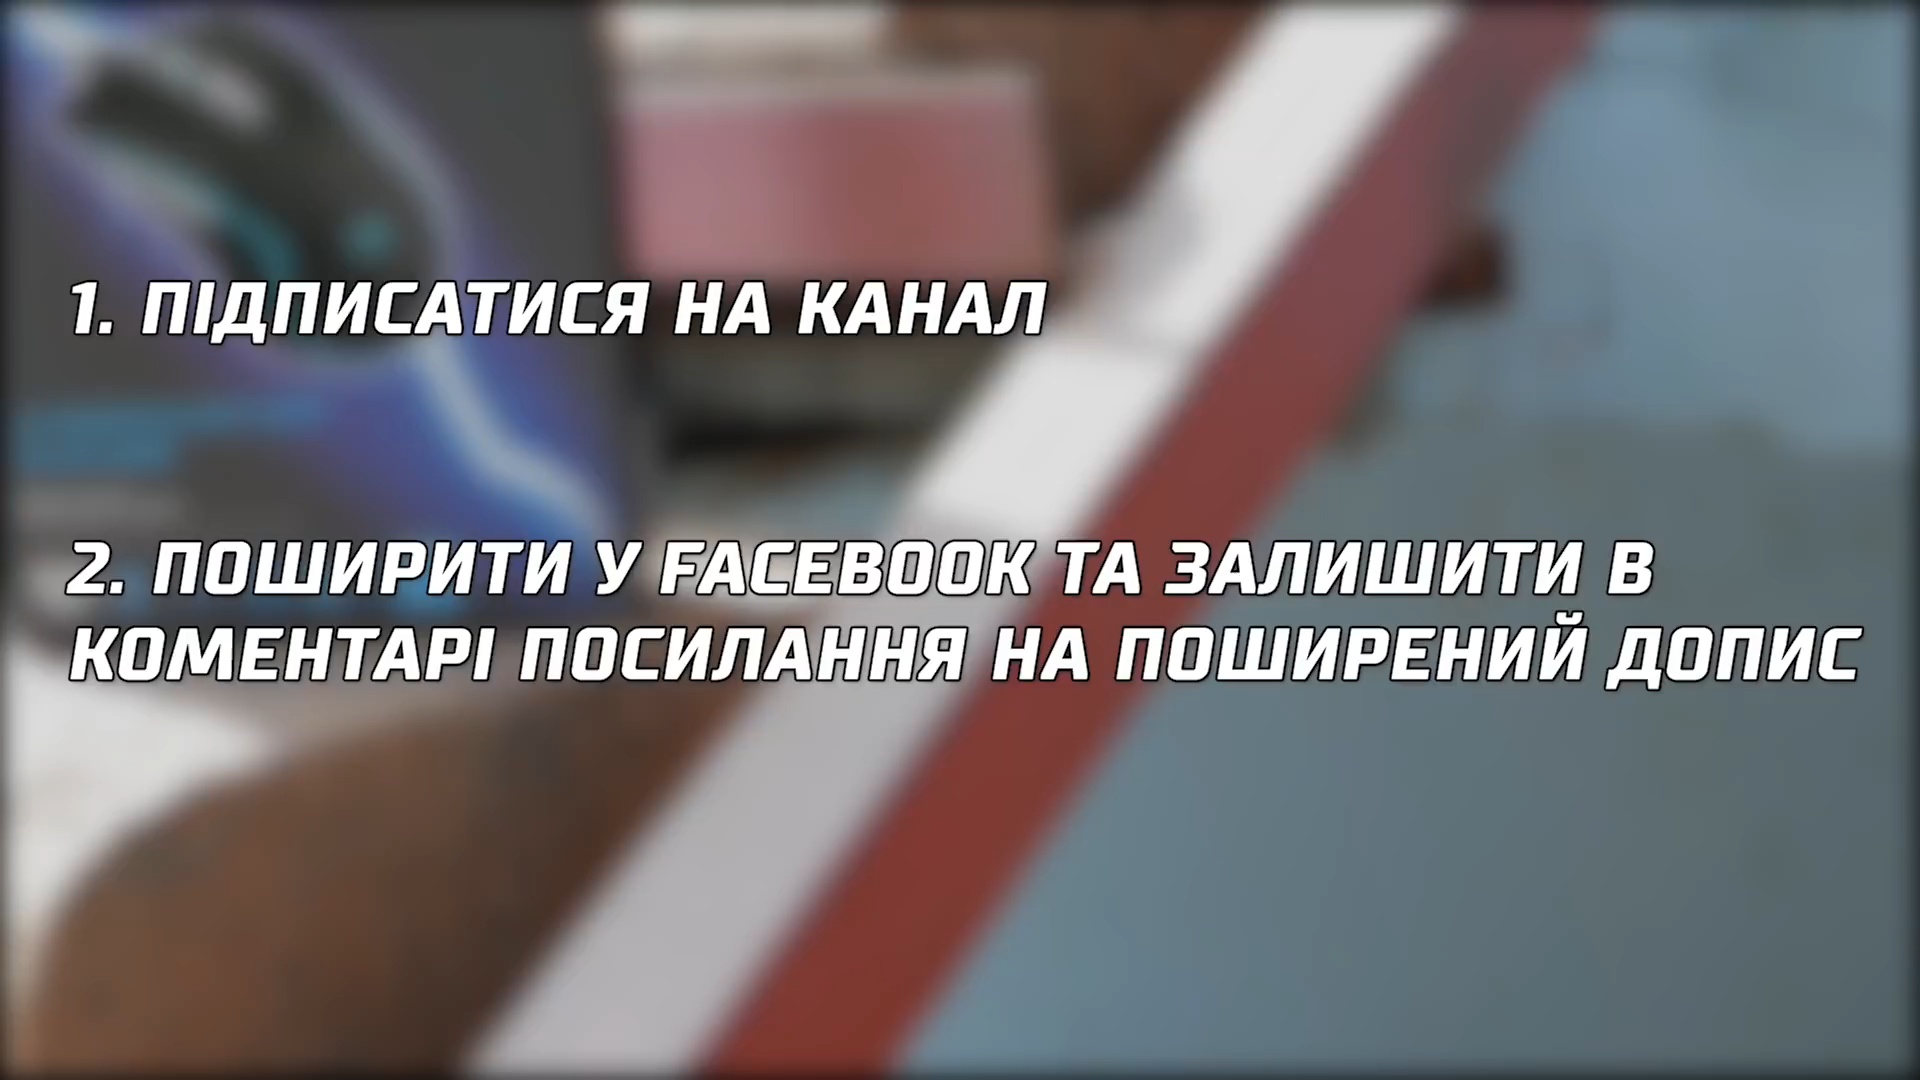 1. ПІДПИСАТИСЯ НА КАНАЛ
2. ПОШИРИТИ У FACEBOOK ТА ЗАЛИШИТИ В
КОМЕНТАРІ ПОСИЛАННЯ НА ПОШИРЕНИЙ ДОПИС